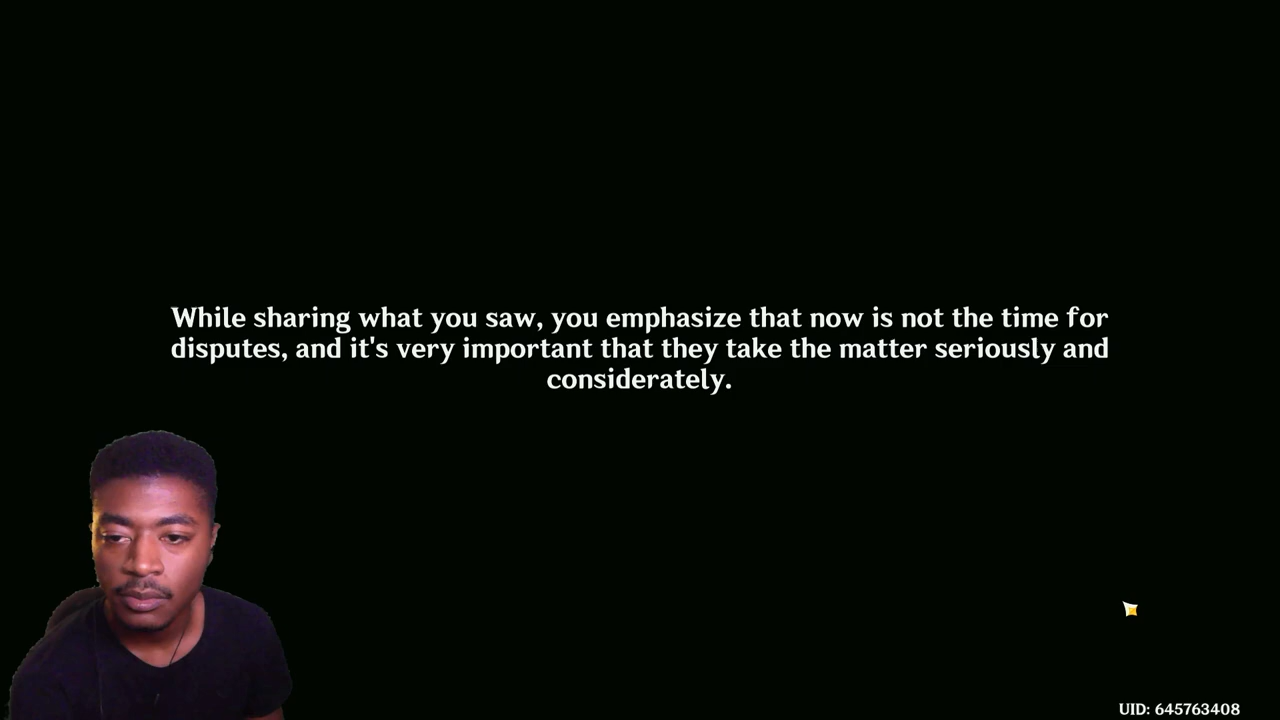 While sharing what you saw, you emphasize that now is not the time for
disputes, and it's very important that they take the matter seriously and
considerately.
UID: 645763408